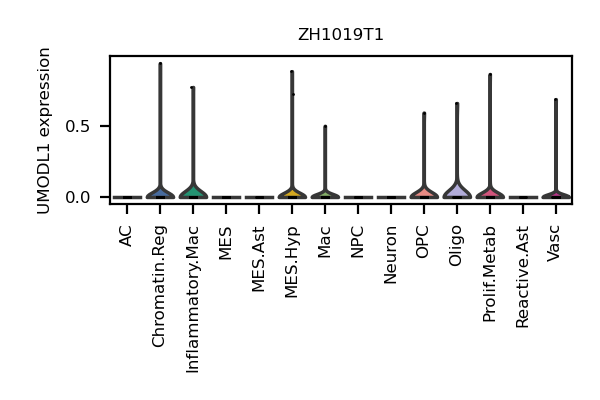 ZH1019T1
UMODL1 expression
0.5
0.0
AC
Chromatin.Reg
Inflammatory.Mac
MES
MES.Ast
MES.Hyp
Mac
NPC
Neuron
OPC
Oligo
Prolif.Metab
Reactive.Ast
Vasc